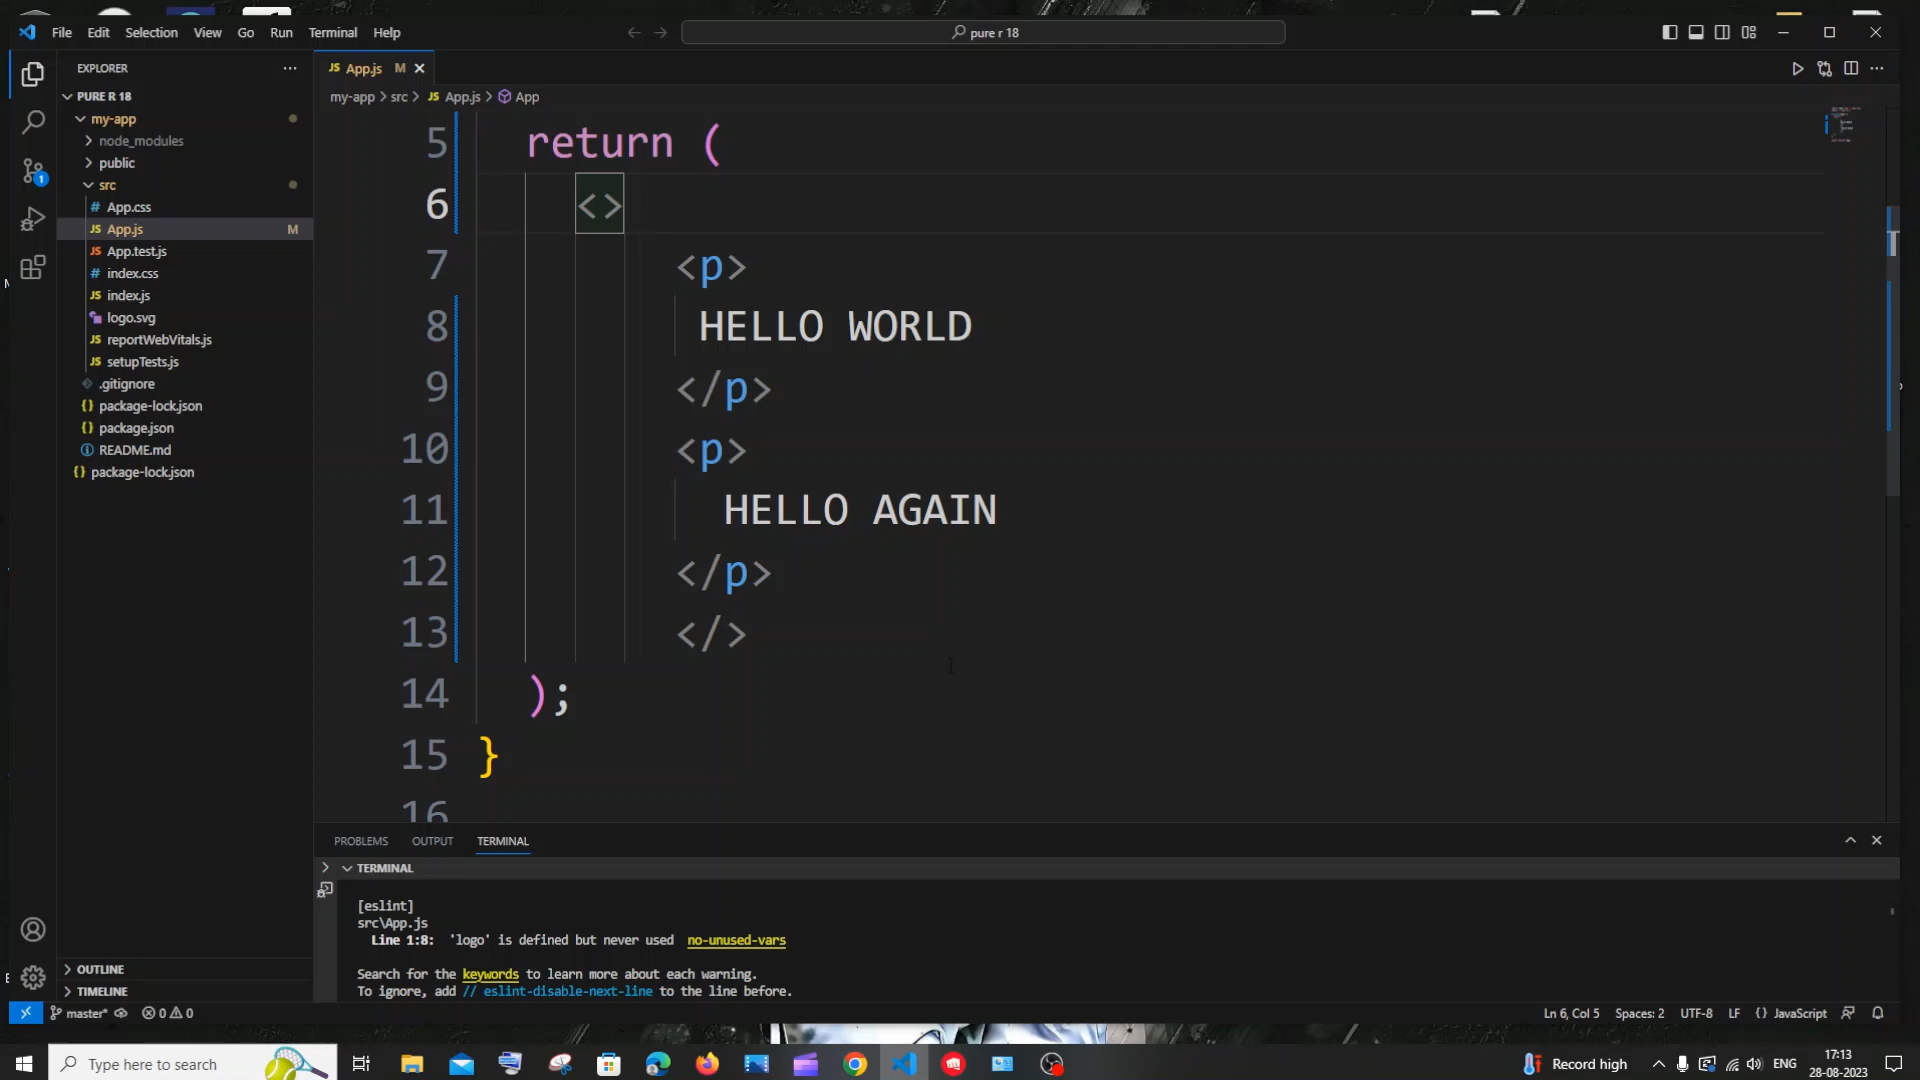 File Edit Selection View Go Run Terminal Help
pure r 18
EXPLORER
PURE R 18
my-app
node_modules
public
src
# App.css
JS App.js M
JS App.test.js
# index.css
JS index.js
logo.svg
JS reportWebVitals.js
JS setupTests.js
.gitignore
{} package-lock.json
{} package.json
README.md
{} package-lock.json
OUTLINE
TIMELINE
JS App.js M
my-app > src > JS App.js > App
5 return (
6 <>
7 <p>
8 HELLO WORLD
9 </p>
10 <p>
11 HELLO AGAIN
12 </p>
13 </>
14 );
15 }
16
PROBLEMS OUTPUT TERMINAL
TERMINAL
[eslint]
src\App.js
Line 1:8: 'logo' is defined but never used no-unused-vars
Search for the keywords to learn more about each warning.
To ignore, add // eslint-disable-next-line to the line before.
master* 0 0
Ln 6, Col 5 Spaces: 2 UTF-8 LF {} JavaScript
Type here to search
Record high
ENG
17:13
28-08-2023